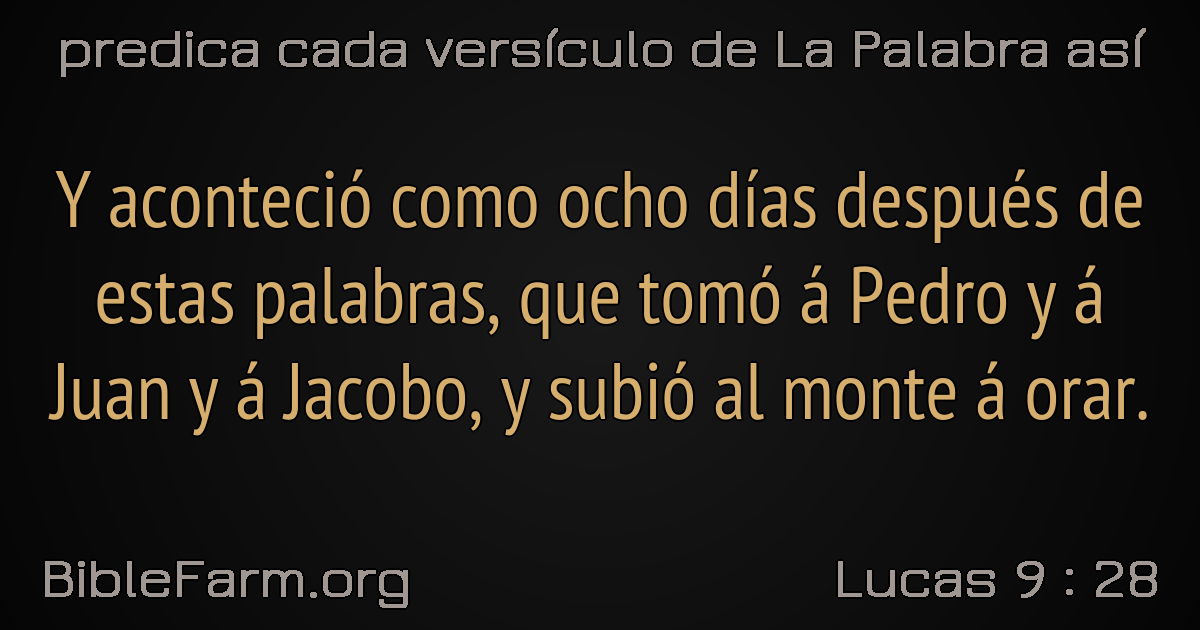 predica cada versículo de La Palabra así
Y aconteció como ocho días después de
estas palabras, que tomó á Pedro y á
Juan y á Jacobo, y subió al monte á orar.
BibleFarm.org
Lucas 9 : 28